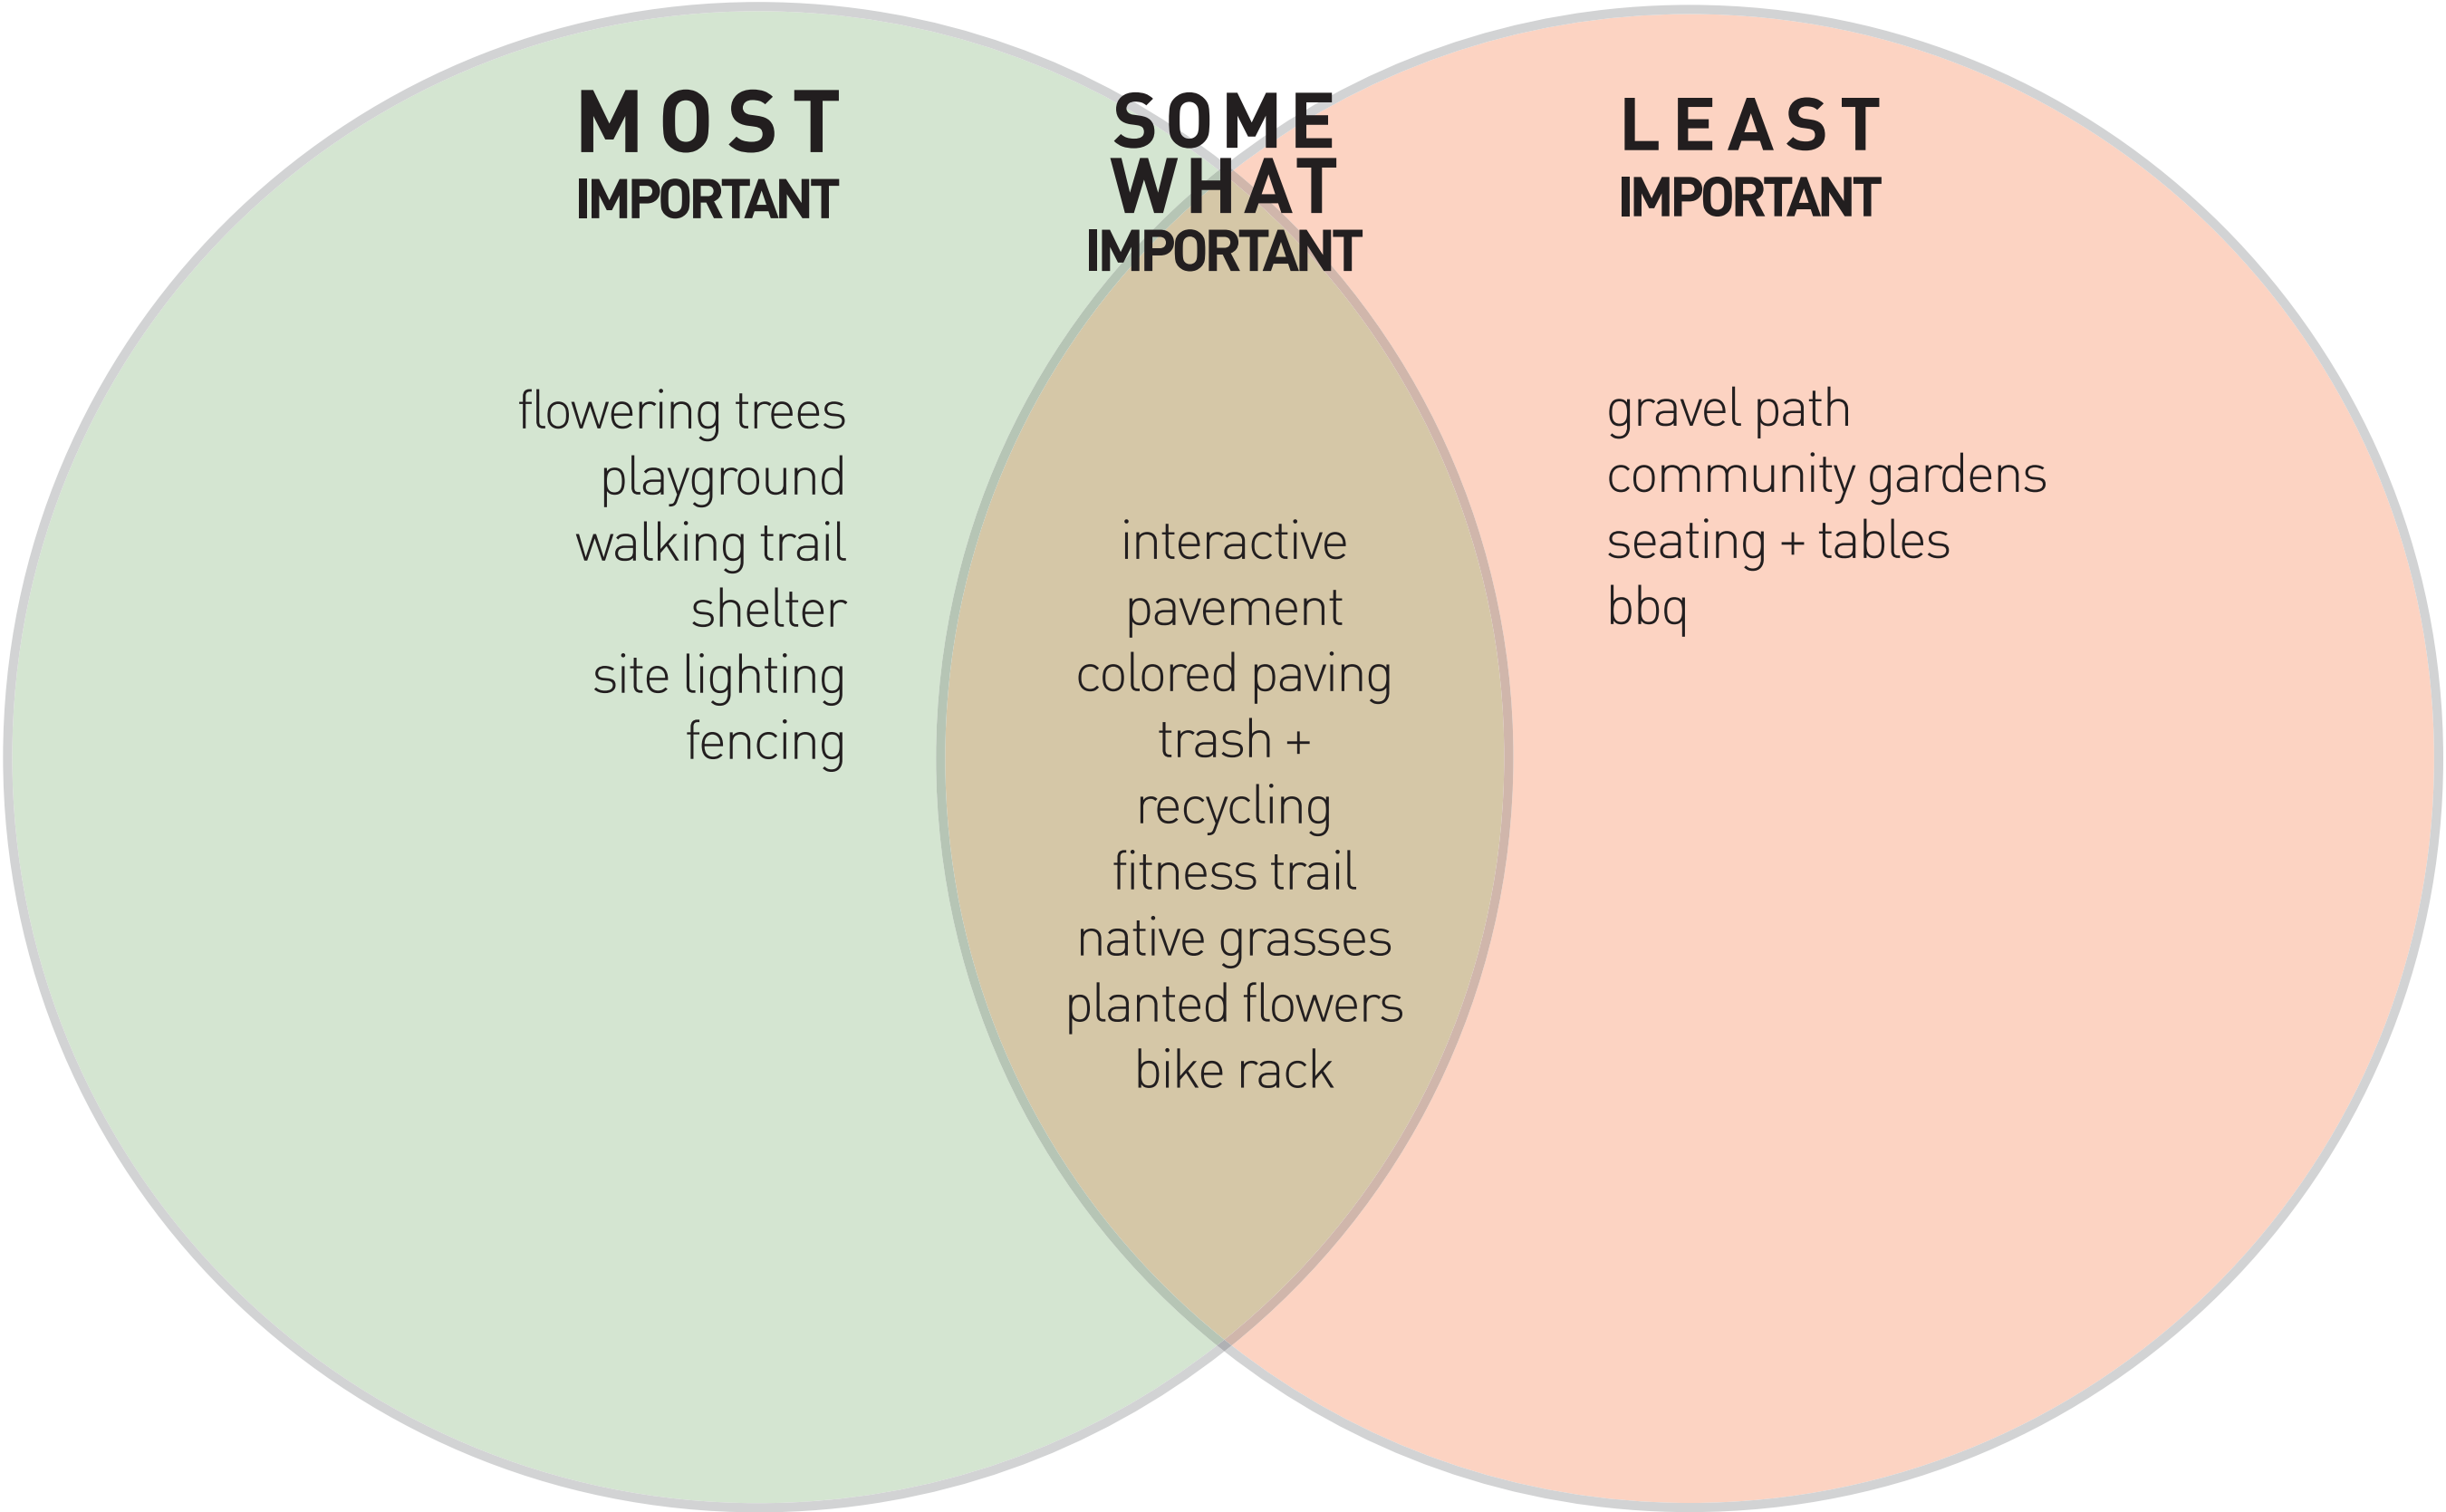 MOST
IMPORTANT
flowering trees
playground
walking trail
shelter
site lighting
fencing
SOME
WHAT
IMPORTANT
interactive
pavement
colored paving
trash +
recycling
fitness trail
native grasses
planted flowers
bike rack
LEAST
IMPORTANT
gravel path
community gardens
seating + tables
bbq